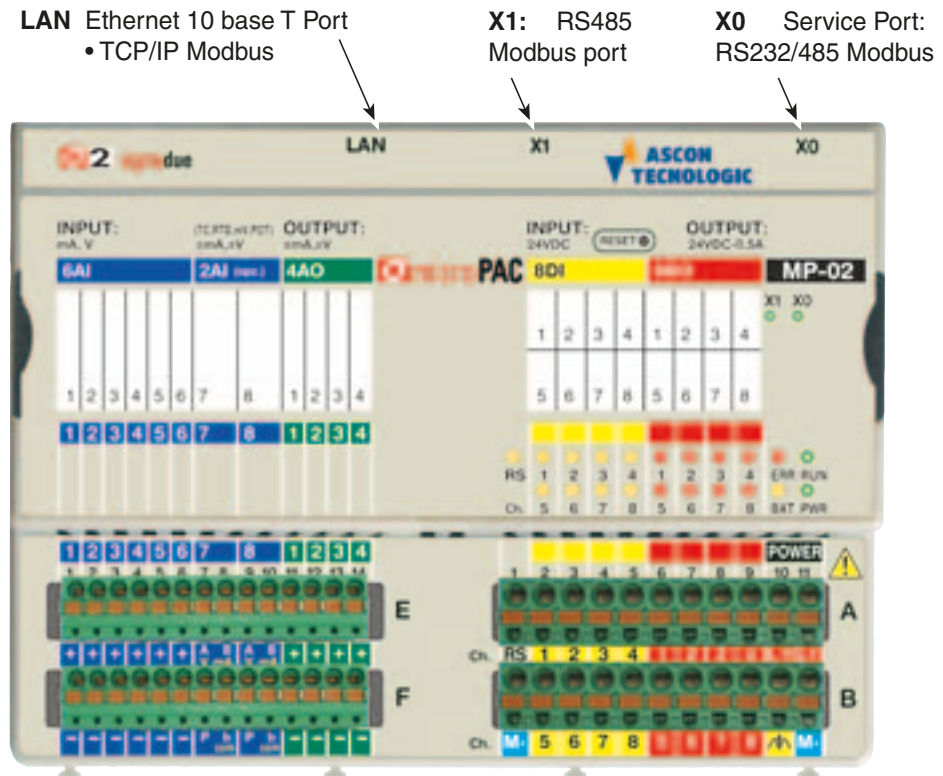 LAN Ethernet 10 base T Port
• TCP/IP Modbus
X1: RS485
Modbus port
X0 Service Port:
RS232/485 Modbus
LAN X1 X0
2 due
ASCON
TECNOLOGIC
INPUT: OUTPUT:
mA, V
INPUT: OUTPUT:
24VDC RESET 24VDC-0.5A
6AI 2AI 4AO PAC 8DI MP-02
X1 X0
1 2 3 4 1 2 3 4
1 2 3 4 5 6 7 8 1 2 3 4 5 6 7 8 5 6 7 8
1 2 3 4 5 6 7 8 1 2 3 4
RS 1 2 3 4 1 2 3 4 ERR RUN
Ch. 5 6 7 8 5 6 7 8 BAT PWR
1 2 3 4 5 6 7 8 1 2 3 4 POWER
1 2 3 4 5 6 7 8 9 10 11 12 13 14 1 2 3 4 5 6 7 8 9 10 11
E A
+ + + + + + A B A B + + + + Ch. RS 1 2 3 4
F B
− − − − − − P b com P b com − − − − Ch. M- 5 6 7 8 M-